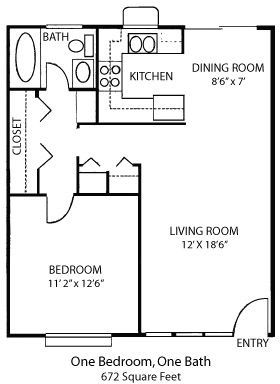 BATH
KITCHEN
DINING ROOM
8'6" x 7'
CLOSET
LIVING ROOM
12' X 18'6"
BEDROOM
11' 2" x 12'6"
ENTRY
One Bedroom, One Bath
672 Square Feet